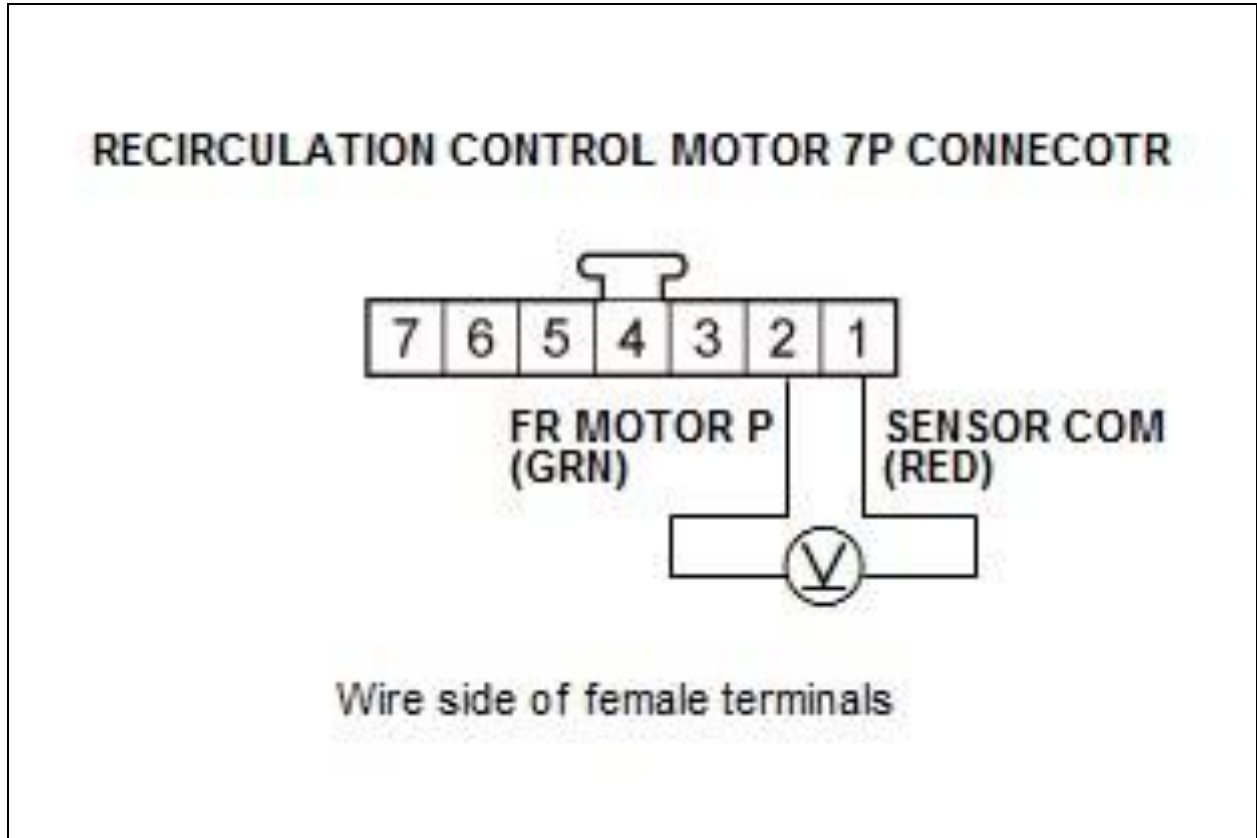 RECIRCULATION CONTROL MOTOR 7P CONNECOTR
7 6 5 4 3 2 1
FR MOTOR P
(GRN)
SENSOR COM
(RED)
V
Wire side of female terminals